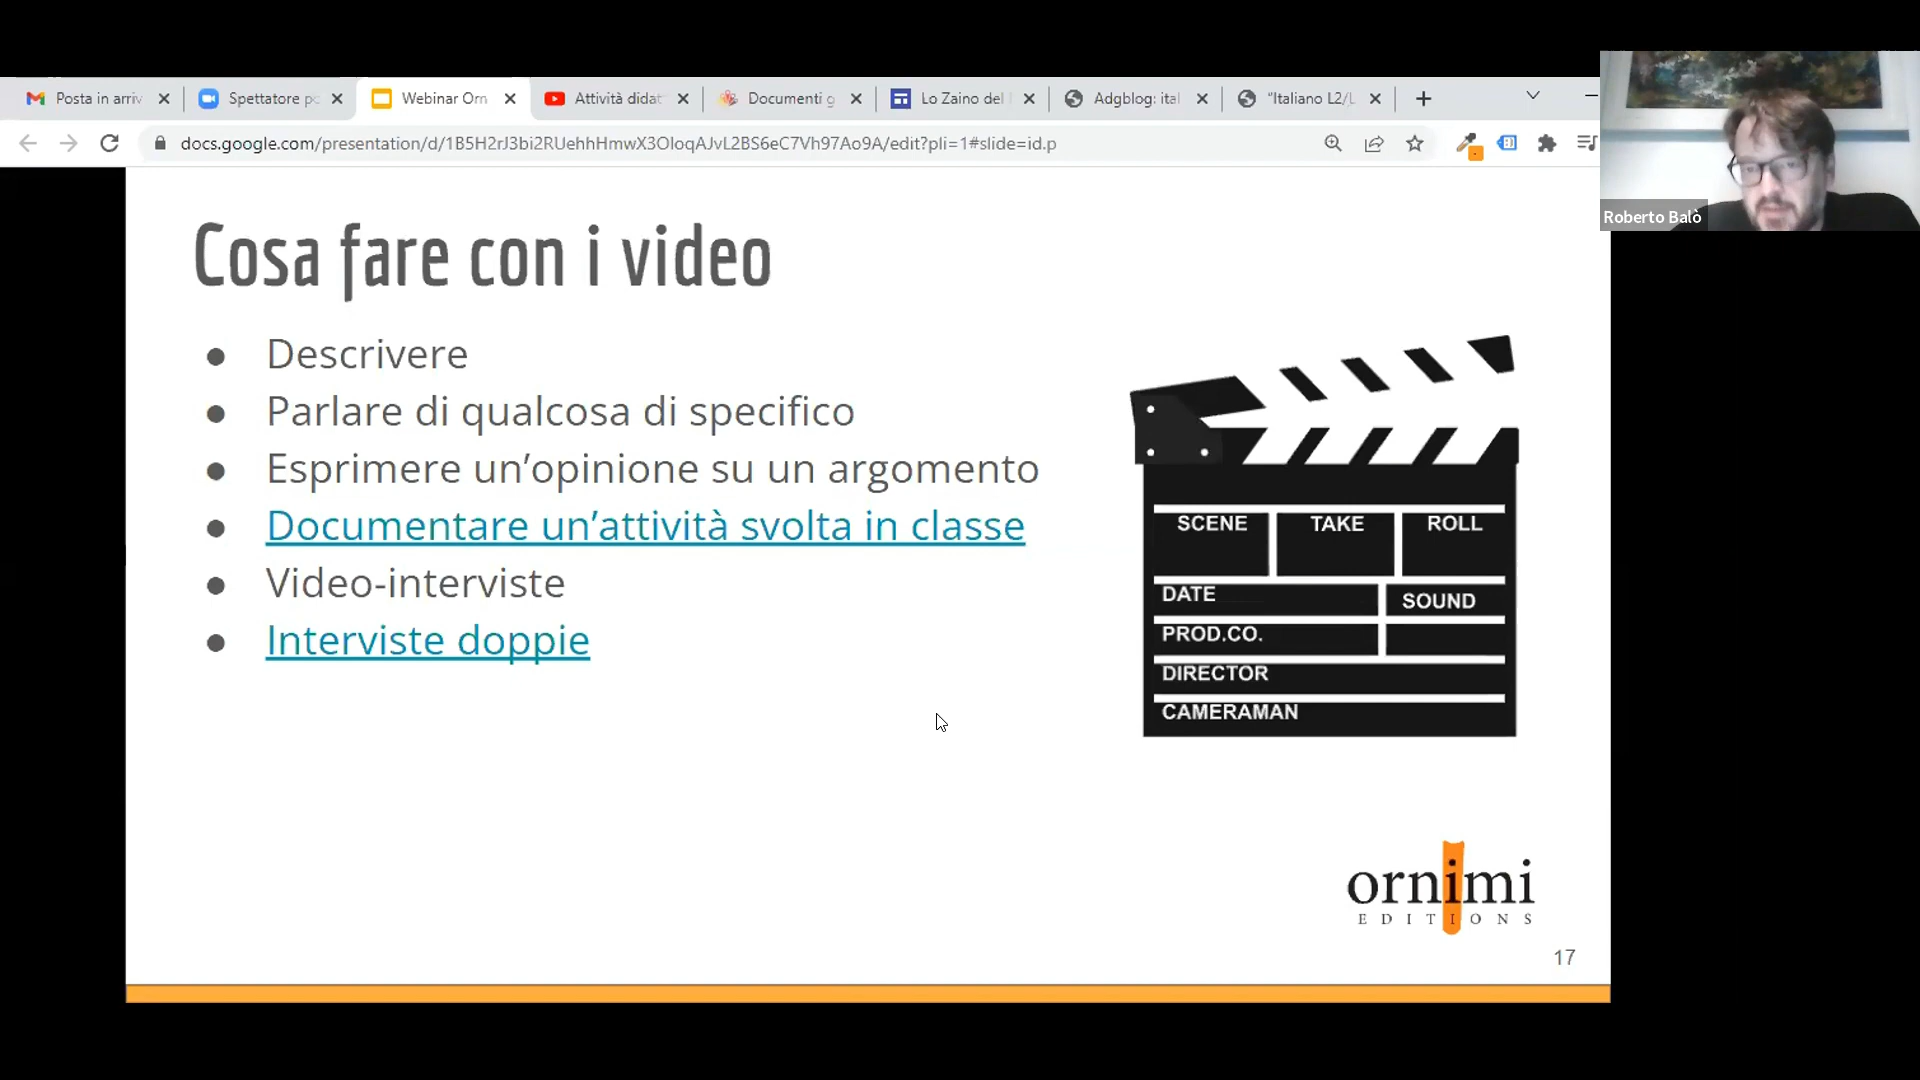 Posta in arriv
Spettatore po
Webinar Orn
Attività didat
Documenti g
Lo Zaino del
Adgblog: ital
"Italiano L2/L
docs.google.com/presentation/d/1B5H2rJ3bi2RUehhHmwX3OloqAJvL2BS6eC7Vh97Ao9A/edit?pli=1#slide=id.p
Roberto Balò
Cosa fare con i video
● Descrivere
● Parlare di qualcosa di specifico
● Esprimere un’opinione su un argomento
● Documentare un’attività svolta in classe
● Video-interviste
● Interviste doppie
SCENE TAKE ROLL
DATE SOUND
PROD.CO.
DIRECTOR
CAMERAMAN
ornimi
EDITIONS
17